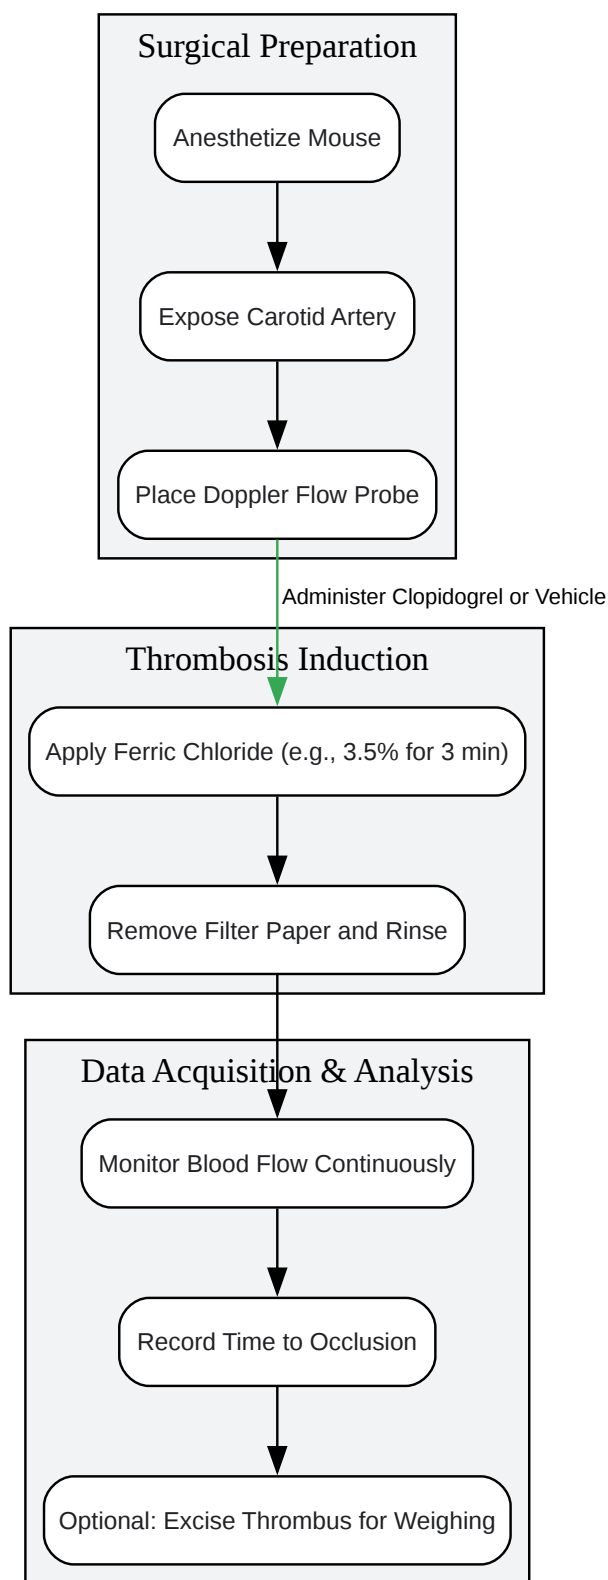 Surgical Preparation
Anesthetize Mouse
Expose Carotid Artery
Place Doppler Flow Probe
Administer Clopidogrel or Vehicle
Thrombosis Induction
Apply Ferric Chloride (e.g., 3.5% for 3 min)
Remove Filter Paper and Rinse
Data Acquisition & Analysis
Monitor Blood Flow Continuously
Record Time to Occlusion
Optional: Excise Thrombus for Weighing